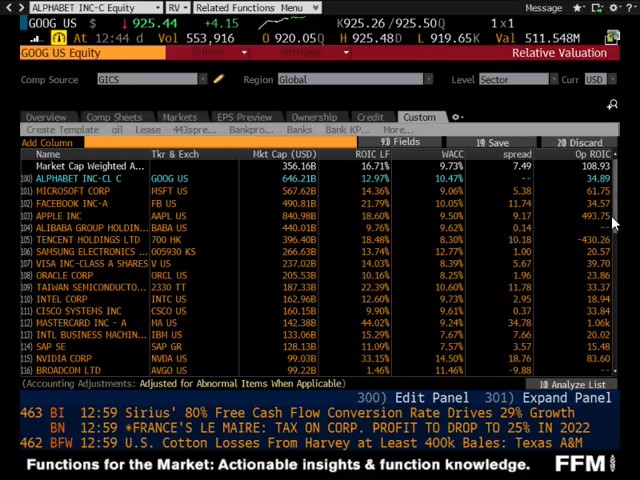 ALPHABET INC-C Equity RV Related Functions Menu Message
GOOG US $ ↓ 925.44 +4.15 K925.26 / 925.50Q 1 x 1
At 12:44 d Vol 553,916 O 920.05Q H 925.48D L 919.65K Val 511.548M
GOOG US Equity Relative Valuation
Comp Source GICS Region Global Level Sector Curr USD
Overview Comp Sheets Markets EPS Preview Ownership Credit Custom
Create Template oil Lease 443spre... Bankpro... Banks Bank KP... More...
Add Column 93) Fields 19) Save 20) Discard
Name Tkr & Exch Mkt Cap (USD) ROIC LF WACC spread Op ROIC
Market Cap Weighted A... 356.16B 16.71% 9.73% 7.49 108.93
100) ALPHABET INC-CL C GOOG US 646.21B 12.97% 10.47% -- 34.89
101) MICROSOFT CORP MSFT US 567.62B 14.36% 9.06% 5.38 61.75
102) FACEBOOK INC-A FB US 490.81B 21.79% 10.05% 11.74 34.57
103) APPLE INC AAPL US 840.98B 18.60% 9.50% 9.17 493.75
104) ALIBABA GROUP HOLDIN... BABA US 440.01B 9.76% 9.62% 0.14 --
105) TENCENT HOLDINGS LTD 700 HK 396.40B 18.48% 8.30% 10.18 -430.26
106) SAMSUNG ELECTRONICS 005930 KS 266.63B 13.74% 12.77% 1.00 20.57
107) VISA INC-CLASS A SHARES V US 237.02B 14.03% 8.39% 5.67 39.70
108) ORACLE CORP ORCL US 205.53B 10.16% 8.25% 1.96 23.86
109) TAIWAN SEMICONDUCTO... 2330 TT 187.33B 22.39% 10.60% 11.78 33.37
110) INTEL CORP INTC US 162.96B 12.60% 9.73% 2.95 18.94
111) CISCO SYSTEMS INC CSCO US 160.15B 9.90% 9.61% 0.37 33.84
112) MASTERCARD INC - A MA US 142.38B 44.02% 9.24% 34.78 1.06k
113) INTL BUSINESS MACHIN... IBM US 133.06B 15.29% 7.67% 7.66 20.02
114) SAP SE SAP GR 128.13B 11.09% 7.57% 3.57 15.48
115) NVIDIA CORP NVDA US 99.03B 33.15% 14.50% 18.76 83.60
116) BROADCOM LTD AVGO US 99.22B 1.46% 11.46% -9.88 --
(Accounting Adjustments: Adjusted for Abnormal Items When Applicable) 10) Analyze List
300) Edit Panel 301) Expand Panel
463 BI 12:59 Sirius' 80% Free Cash Flow Conversion Rate Drives 29% Growth
BN 12:59 *FRANCE'S LE MAIRE: TAX ON CORP. PROFIT TO DROP TO 25% IN 2022
462 BFW 12:59 U.S. Cotton Losses From Harvey at Least 400k Bales: Texas A&M
Functions for the Market: Actionable insights & function knowledge. FFM